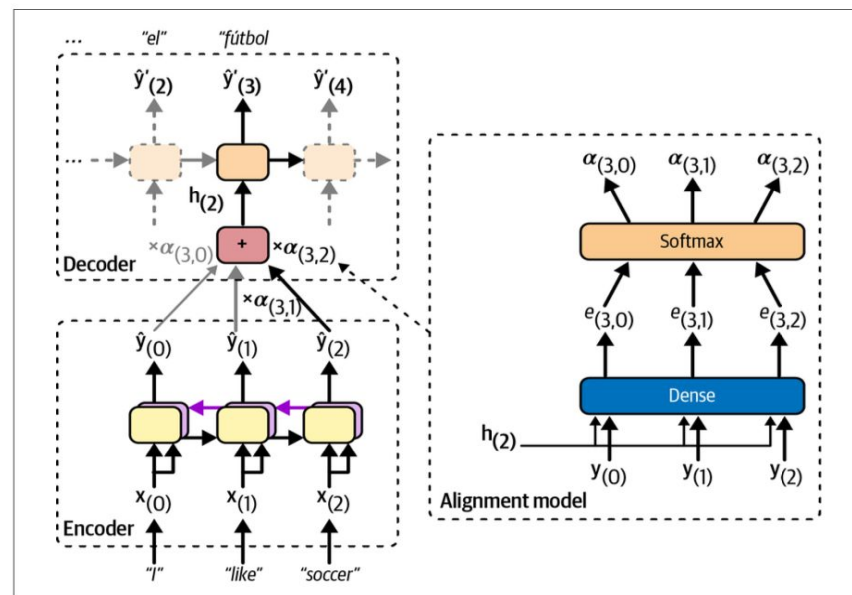 ... "el" "fútbol
ŷ'(2) ŷ'(3) ŷ'(4)
...
h(2)
×α(3,0) + ×α(3,2)
Decoder
×α(3,1)
ŷ(0) ŷ(1) ŷ(2)
x(0) x(1) x(2)
Encoder
"I" "like" "soccer"
α(3,0) α(3,1) α(3,2)
Softmax
e(3,0) e(3,1) e(3,2)
Dense
h(2)
y(0) y(1) y(2)
Alignment model